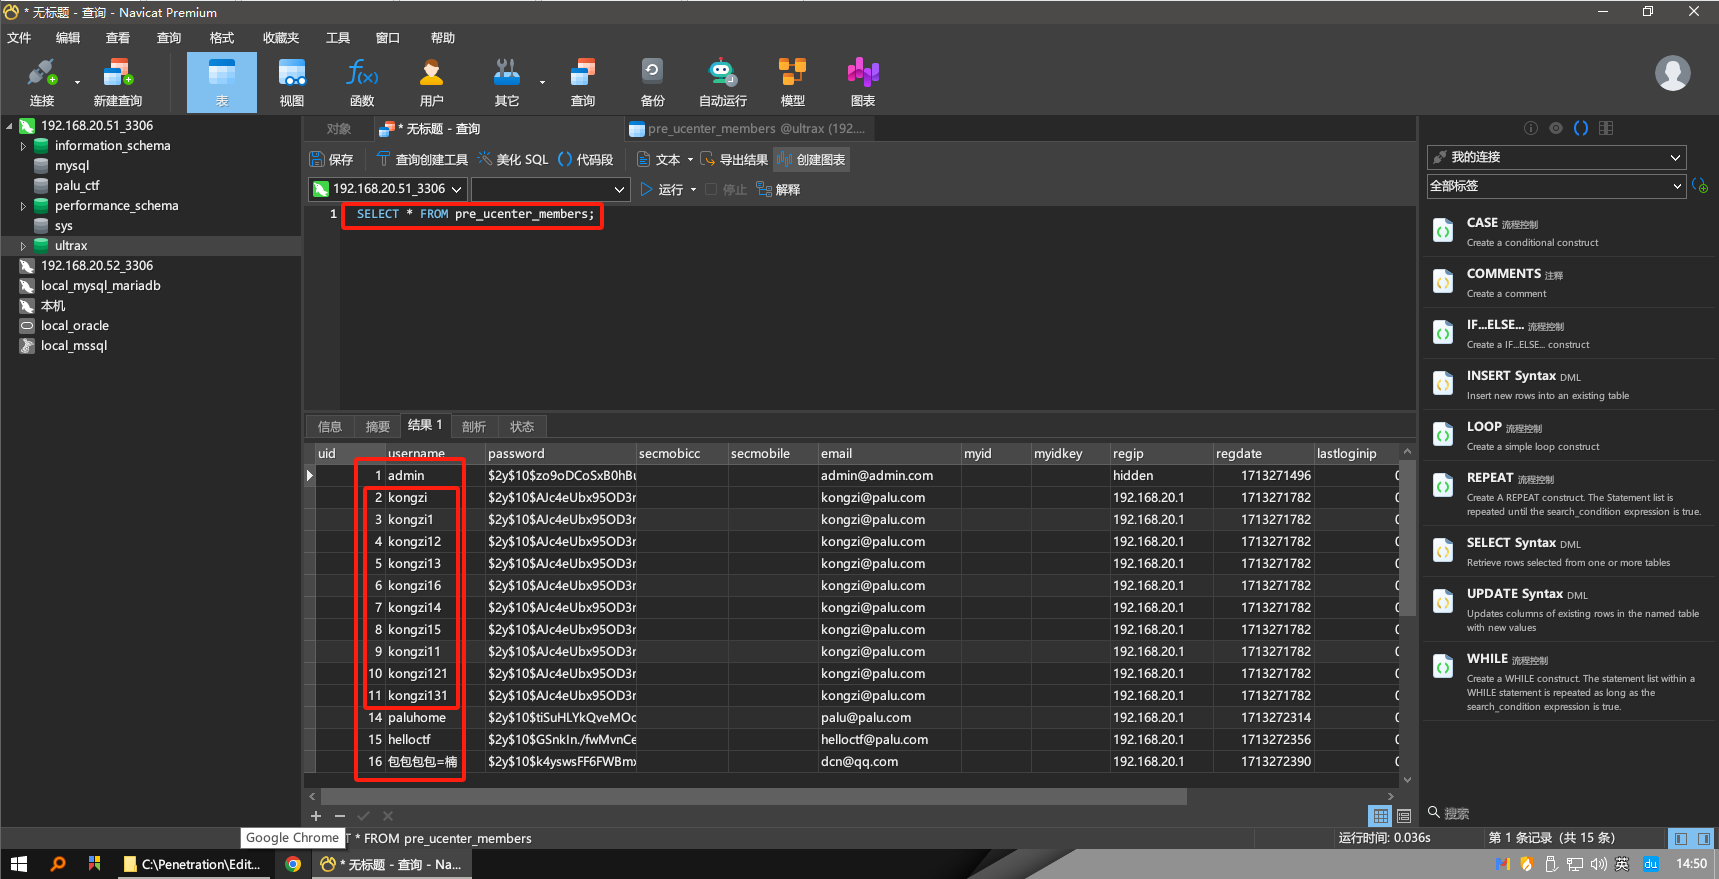 * 无标题 - 查询 - Navicat Premium
文件 编辑 查看 查询 格式 收藏夹 工具 窗口 帮助
连接 新建查询 表 视图 函数 用户 其它 查询 备份 自动运行 模型 图表
192.168.20.51_3306
information_schema
mysql
palu_ctf
performance_schema
sys
ultrax
192.168.20.52_3306
local_mysql_mariadb
本机
local_oracle
local_mssql
对象 * 无标题 - 查询 pre_ucenter_members @ultrax (192....
保存 查询创建工具 美化 SQL () 代码段 文本 导出结果 创建图表
192.168.20.51_3306 运行 停止 解释
1 SELECT * FROM pre_ucenter_members;
信息 摘要 结果 1 剖析 状态
uid username password secmobicc secmobile email myid myidkey regip regdate lastloginip
1 admin $2y$10$zo9oDCoSxB0hBu admin@admin.com hidden 1713271496 0
2 kongzi $2y$10$AJc4eUbx95OD3r kongzi@palu.com 192.168.20.1 1713271782 0
3 kongzi1 $2y$10$AJc4eUbx95OD3r kongzi@palu.com 192.168.20.1 1713271782 0
4 kongzi12 $2y$10$AJc4eUbx95OD3r kongzi@palu.com 192.168.20.1 1713271782 0
5 kongzi13 $2y$10$AJc4eUbx95OD3r kongzi@palu.com 192.168.20.1 1713271782 0
6 kongzi16 $2y$10$AJc4eUbx95OD3r kongzi@palu.com 192.168.20.1 1713271782 0
7 kongzi14 $2y$10$AJc4eUbx95OD3r kongzi@palu.com 192.168.20.1 1713271782 0
8 kongzi15 $2y$10$AJc4eUbx95OD3r kongzi@palu.com 192.168.20.1 1713271782 0
9 kongzi11 $2y$10$AJc4eUbx95OD3r kongzi@palu.com 192.168.20.1 1713271782 0
10 kongzi121 $2y$10$AJc4eUbx95OD3r kongzi@palu.com 192.168.20.1 1713271782 0
11 kongzi131 $2y$10$AJc4eUbx95OD3r kongzi@palu.com 192.168.20.1 1713271782 0
14 paluhome $2y$10$tiSuHLYkQveMOc palu@palu.com 192.168.20.1 1713272314 0
15 helloctf $2y$10$GSnkIn./fwMvnCe helloctf@palu.com 192.168.20.1 1713272356 0
16 包包包包=楠 $2y$10$k4yswsFF6FWBmx dcn@qq.com 192.168.20.1 1713272390 0
我的连接
全部标签
CASE 流程控制
Create a conditional construct
COMMENTS 注释
Create a comment
IF...ELSE... 流程控制
Create a IF...ELSE... construct
INSERT Syntax DML
Insert new rows into an existing table
LOOP 流程控制
Create a simple loop construct
REPEAT 流程控制
Create A REPEAT construct. The Statement list is
repeated until the search_condition expression is true.
SELECT Syntax DML
Retrieve rows selected from one or more tables
UPDATE Syntax DML
Updates columns of existing rows in the named table
with new values
WHILE 流程控制
Create a WHILE construct. The statement list within a
WHILE statement is repeated as long as the
search_condition expression is true.
搜索
Google Chrome
T * FROM pre_ucenter_members 运行时间: 0.036s 第 1 条记录 (共 15 条)
C:\Penetration\Edit... * 无标题 - 查询 - Na... 英 du 14:50